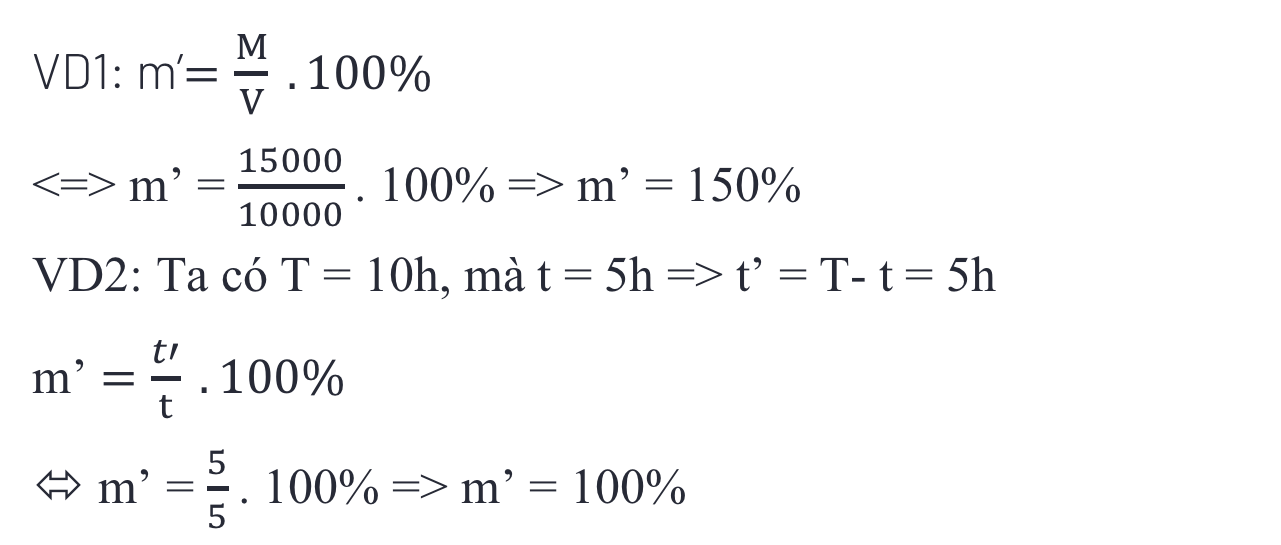 VD1: m′= M/V . 100%
<=> m’ = 15000/10000 . 100% => m’ = 150%
VD2: Ta có T = 10h, mà t = 5h => t’ = T- t = 5h
m’ = t′/t . 100%
⬄ m’ = 5/5 . 100% => m’ = 100%